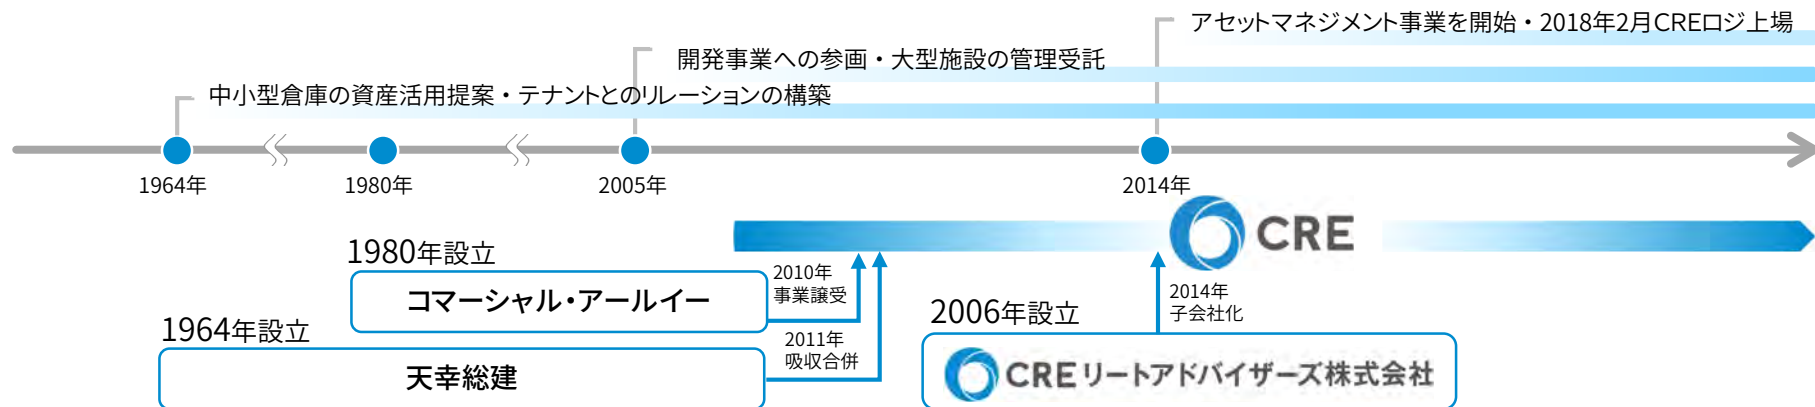 アセットマネジメント事業を開始・2018年2月CREロジ上場
開発事業への参画・大型施設の管理受託
中小型倉庫の資産活用提案・テナントとのリレーションの構築
1964年
1980年
2005年
2014年
CRE
1980年設立
コマーシャル・アールイー
2010年
事業譲受
1964年設立
天幸総建
2011年
吸収合併
2006年設立
2014年
子会社化
CREリートアドバイザーズ株式会社